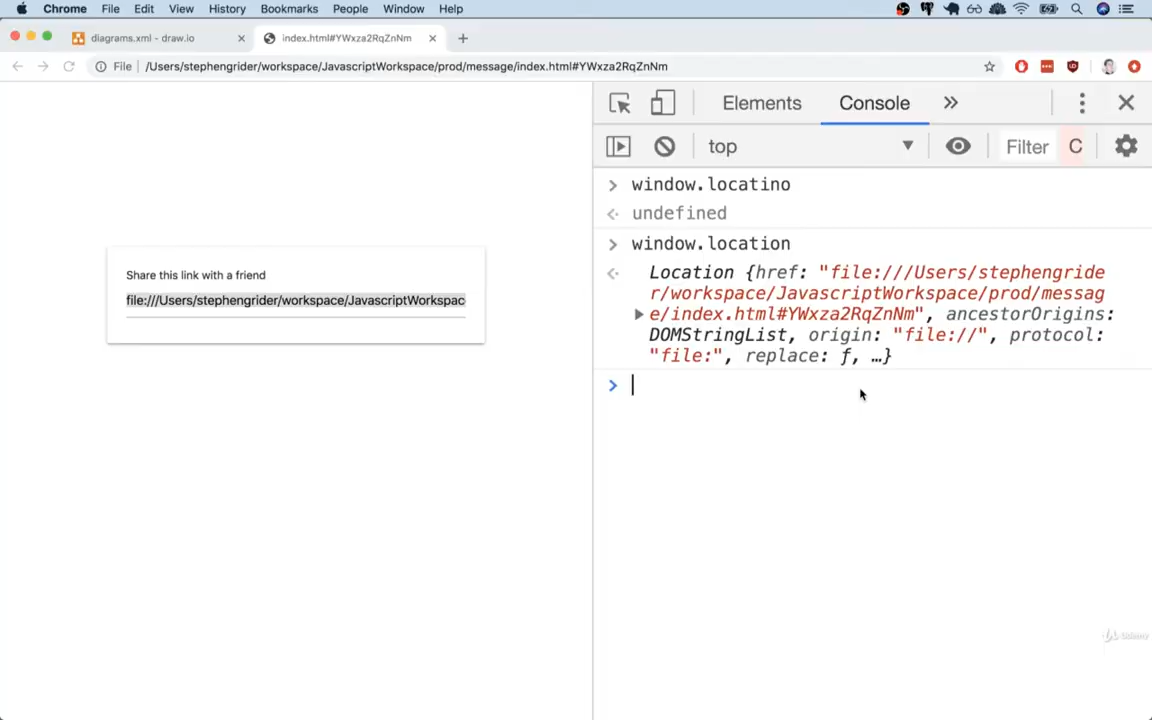 Chrome File Edit View History Bookmarks People Window Help
diagrams.xml - draw.io
index.html#YWxza2RqZnNm
File /Users/stephengrider/workspace/JavascriptWorkspace/prod/message/index.html#YWxza2RqZnNm
Elements Console
top Filter C
window.locatino
undefined
window.location
Location {href: "file:///Users/stephengride
r/workspace/JavascriptWorkspace/prod/messag
e/index.html#YWxza2RqZnNm", ancestorOrigins:
DOMStringList, origin: "file://", protocol:
"file:", replace: ƒ, …}
Share this link with a friend
file:///Users/stephengrider/workspace/JavascriptWorkspac
Udemy